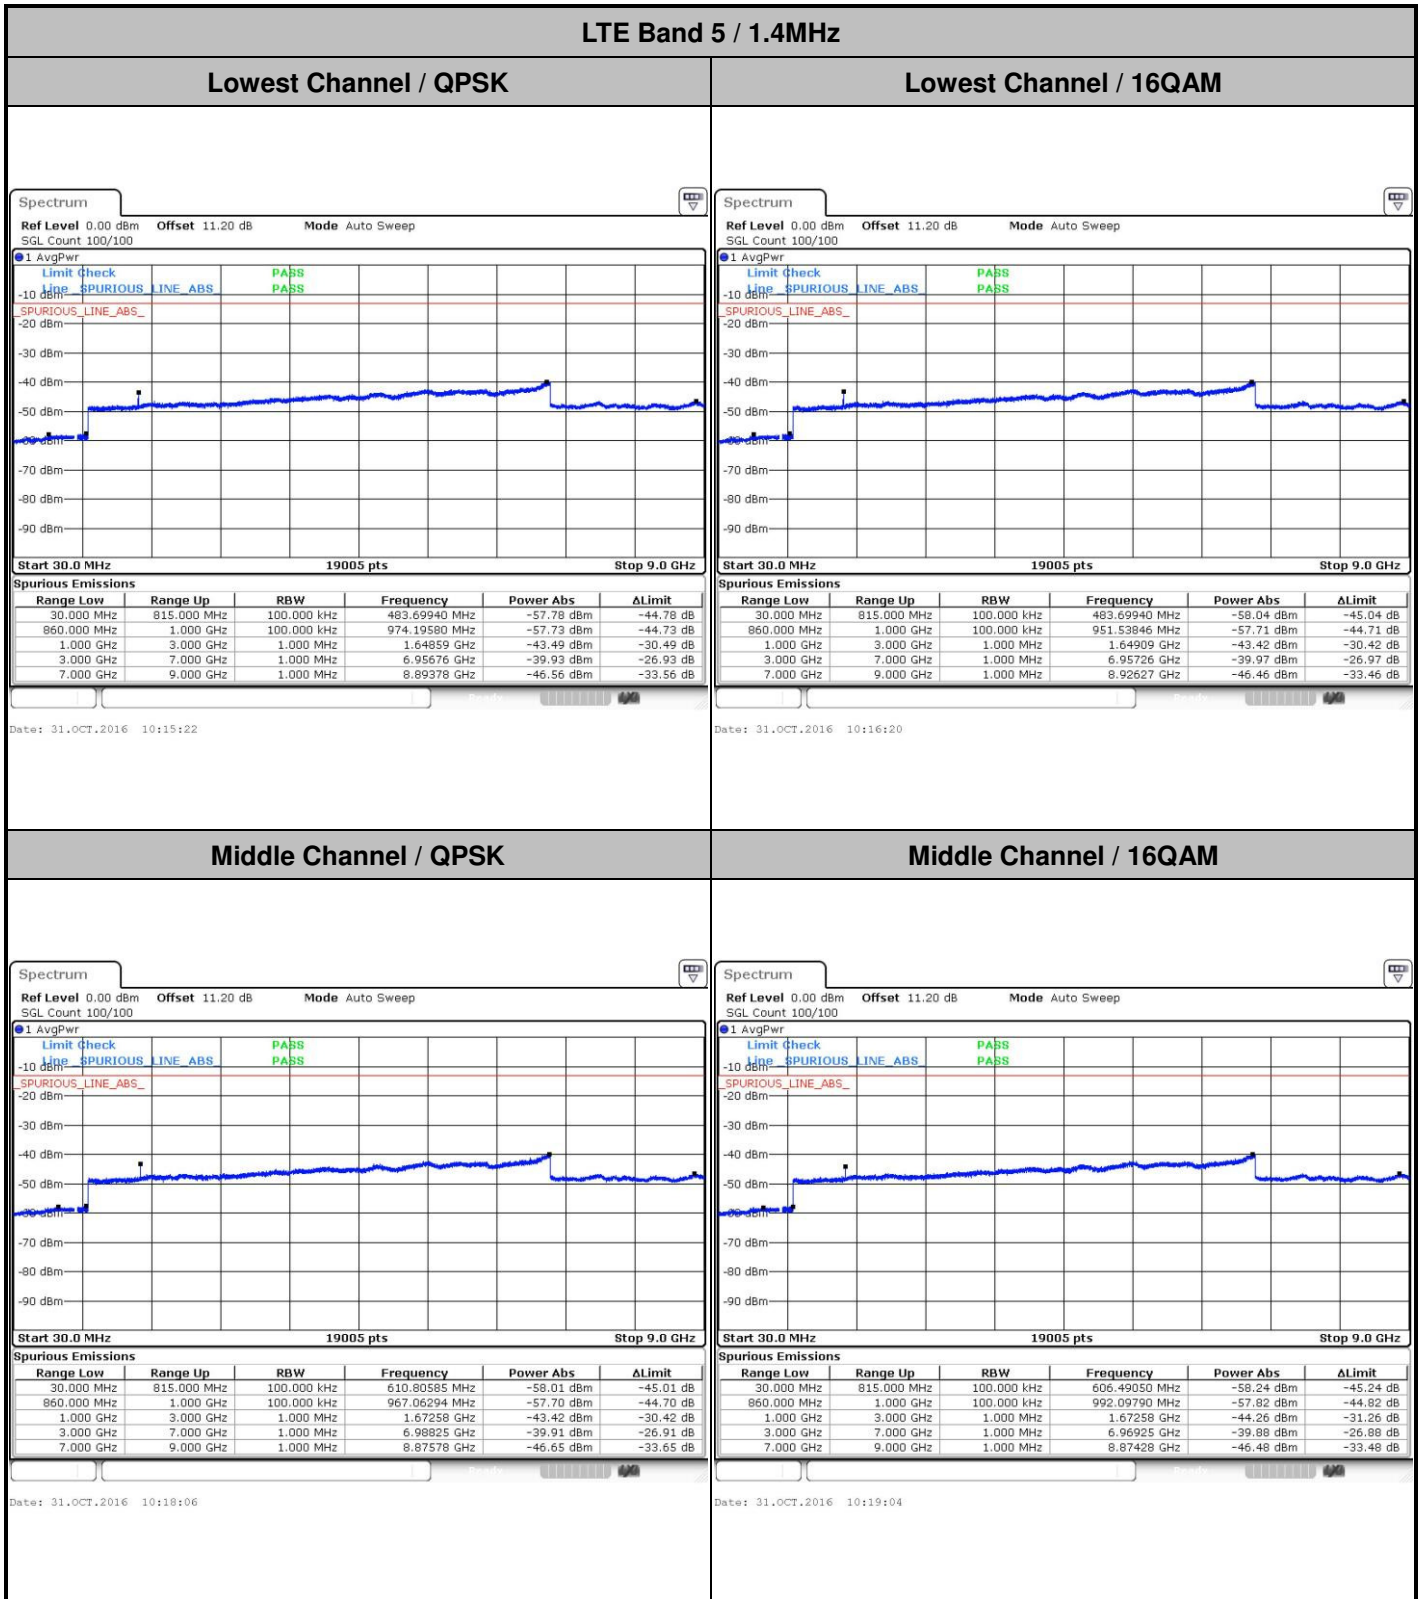 LTE Band 5 / 1.4MHz
Lowest Channel / QPSK
Lowest Channel / 16QAM
Spectrum
Ref Level 0.00 dBm Offset 11.20 dB Mode Auto Sweep
SGL Count 100/100
1 AvgPwr
Limit Check PASS
Line _SPURIOUS_LINE_ABS_ PASS
-10 dBm
_SPURIOUS_LINE_ABS_
-20 dBm
-30 dBm
-40 dBm
-50 dBm
-60 dBm
-70 dBm
-80 dBm
-90 dBm
Start 30.0 MHz 19005 pts Stop 9.0 GHz
Spurious Emissions
Range Low Range Up RBW Frequency Power Abs ΔLimit
30.000 MHz 815.000 MHz 100.000 kHz 483.69940 MHz -57.78 dBm -44.78 dB
860.000 MHz 1.000 GHz 100.000 kHz 974.19580 MHz -57.73 dBm -44.73 dB
1.000 GHz 3.000 GHz 1.000 MHz 1.64859 GHz -43.49 dBm -30.49 dB
3.000 GHz 7.000 GHz 1.000 MHz 6.95676 GHz -39.93 dBm -26.93 dB
7.000 GHz 9.000 GHz 1.000 MHz 8.89378 GHz -46.56 dBm -33.56 dB
Date: 31.OCT.2016 10:15:22
Spectrum
Ref Level 0.00 dBm Offset 11.20 dB Mode Auto Sweep
SGL Count 100/100
1 AvgPwr
Limit Check PASS
Line _SPURIOUS_LINE_ABS_ PASS
-10 dBm
_SPURIOUS_LINE_ABS_
-20 dBm
-30 dBm
-40 dBm
-50 dBm
-60 dBm
-70 dBm
-80 dBm
-90 dBm
Start 30.0 MHz 19005 pts Stop 9.0 GHz
Spurious Emissions
Range Low Range Up RBW Frequency Power Abs ΔLimit
30.000 MHz 815.000 MHz 100.000 kHz 483.69940 MHz -58.04 dBm -45.04 dB
860.000 MHz 1.000 GHz 100.000 kHz 951.53846 MHz -57.71 dBm -44.71 dB
1.000 GHz 3.000 GHz 1.000 MHz 1.64909 GHz -43.42 dBm -30.42 dB
3.000 GHz 7.000 GHz 1.000 MHz 6.95726 GHz -39.97 dBm -26.97 dB
7.000 GHz 9.000 GHz 1.000 MHz 8.92627 GHz -46.46 dBm -33.46 dB
Date: 31.OCT.2016 10:16:20
Middle Channel / QPSK
Middle Channel / 16QAM
Spectrum
Ref Level 0.00 dBm Offset 11.20 dB Mode Auto Sweep
SGL Count 100/100
1 AvgPwr
Limit Check PASS
Line _SPURIOUS_LINE_ABS_ PASS
-10 dBm
_SPURIOUS_LINE_ABS_
-20 dBm
-30 dBm
-40 dBm
-50 dBm
-60 dBm
-70 dBm
-80 dBm
-90 dBm
Start 30.0 MHz 19005 pts Stop 9.0 GHz
Spurious Emissions
Range Low Range Up RBW Frequency Power Abs ΔLimit
30.000 MHz 815.000 MHz 100.000 kHz 610.80585 MHz -58.01 dBm -45.01 dB
860.000 MHz 1.000 GHz 100.000 kHz 967.06294 MHz -57.70 dBm -44.70 dB
1.000 GHz 3.000 GHz 1.000 MHz 1.67258 GHz -43.42 dBm -30.42 dB
3.000 GHz 7.000 GHz 1.000 MHz 6.98825 GHz -39.91 dBm -26.91 dB
7.000 GHz 9.000 GHz 1.000 MHz 8.87578 GHz -46.65 dBm -33.65 dB
Date: 31.OCT.2016 10:18:06
Spectrum
Ref Level 0.00 dBm Offset 11.20 dB Mode Auto Sweep
SGL Count 100/100
1 AvgPwr
Limit Check PASS
Line _SPURIOUS_LINE_ABS_ PASS
-10 dBm
_SPURIOUS_LINE_ABS_
-20 dBm
-30 dBm
-40 dBm
-50 dBm
-60 dBm
-70 dBm
-80 dBm
-90 dBm
Start 30.0 MHz 19005 pts Stop 9.0 GHz
Spurious Emissions
Range Low Range Up RBW Frequency Power Abs ΔLimit
30.000 MHz 815.000 MHz 100.000 kHz 606.49050 MHz -58.24 dBm -45.24 dB
860.000 MHz 1.000 GHz 100.000 kHz 992.09790 MHz -57.82 dBm -44.82 dB
1.000 GHz 3.000 GHz 1.000 MHz 1.67258 GHz -44.26 dBm -31.26 dB
3.000 GHz 7.000 GHz 1.000 MHz 6.96925 GHz -39.88 dBm -26.88 dB
7.000 GHz 9.000 GHz 1.000 MHz 8.87428 GHz -46.48 dBm -33.48 dB
Date: 31.OCT.2016 10:19:04